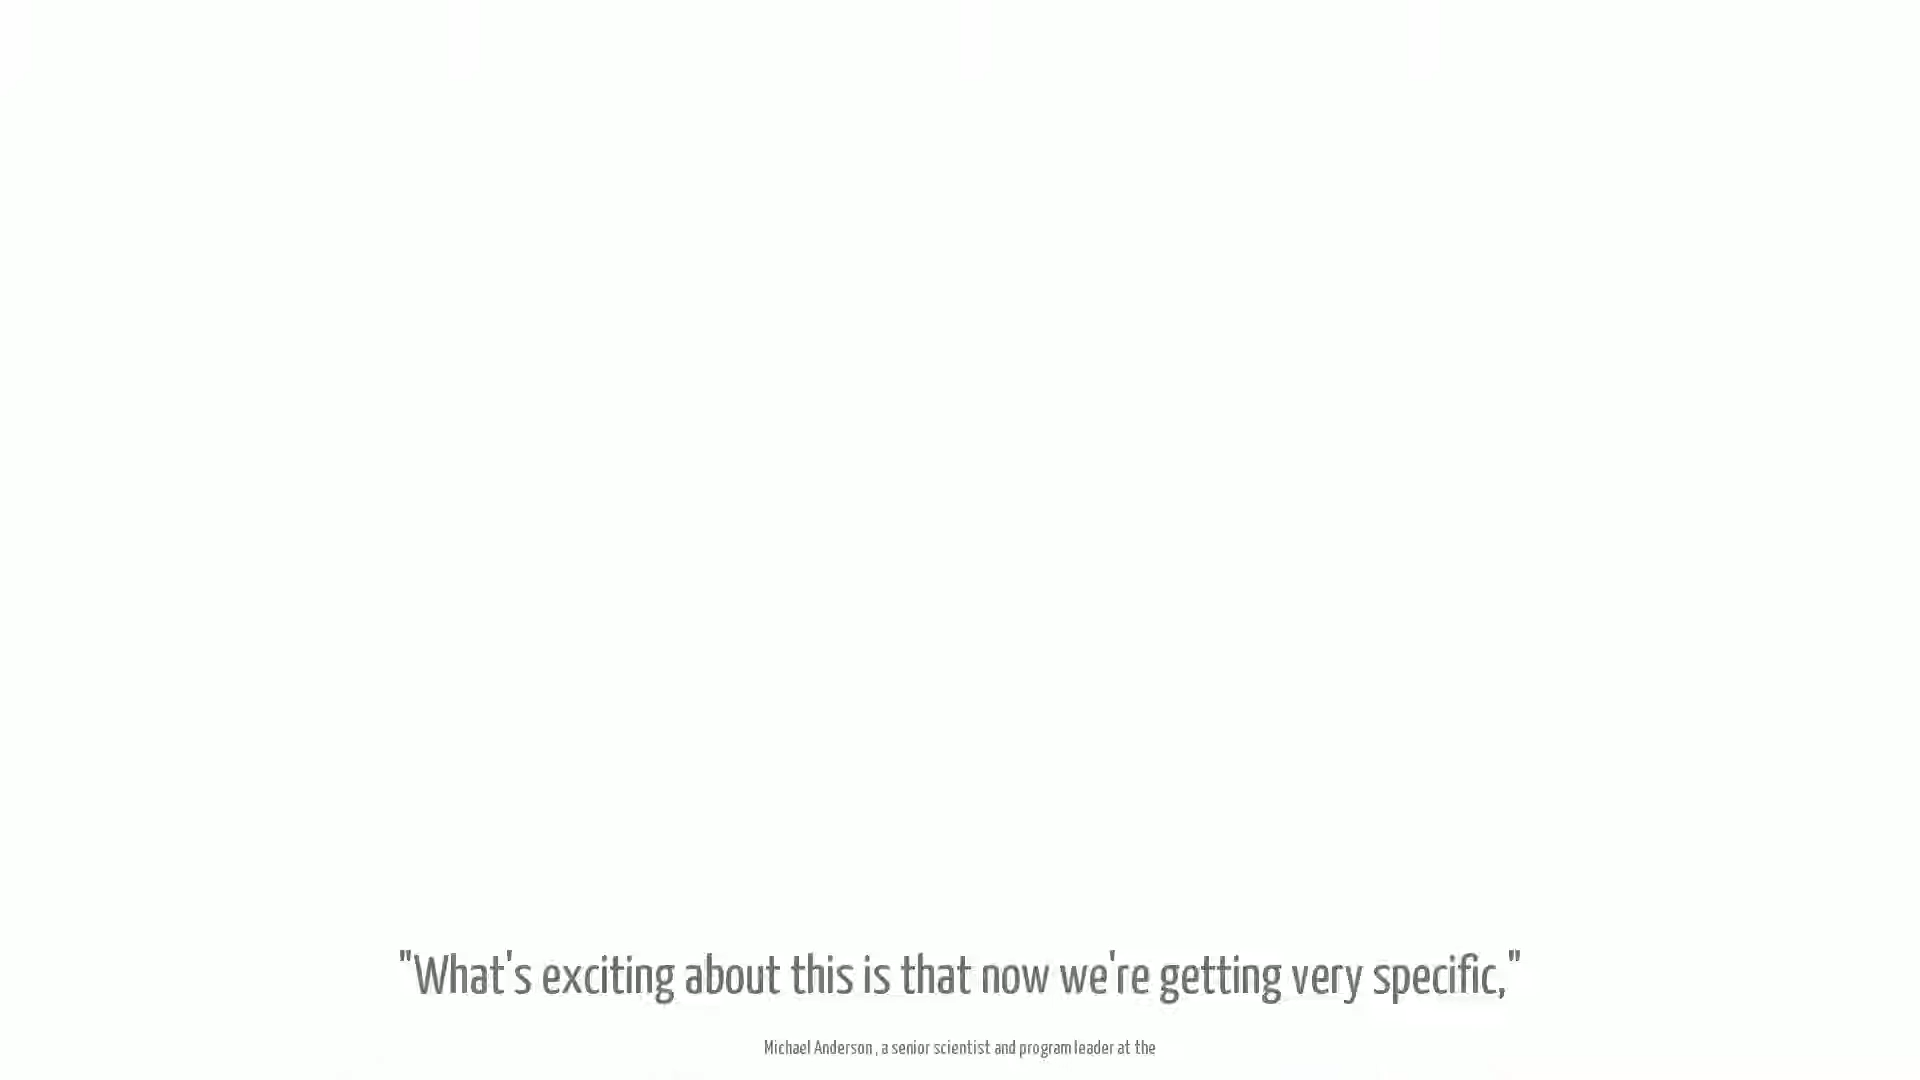 "What's exciting about this is that now we're getting very specific,"
Michael Anderson , a senior scientist and program leader at the